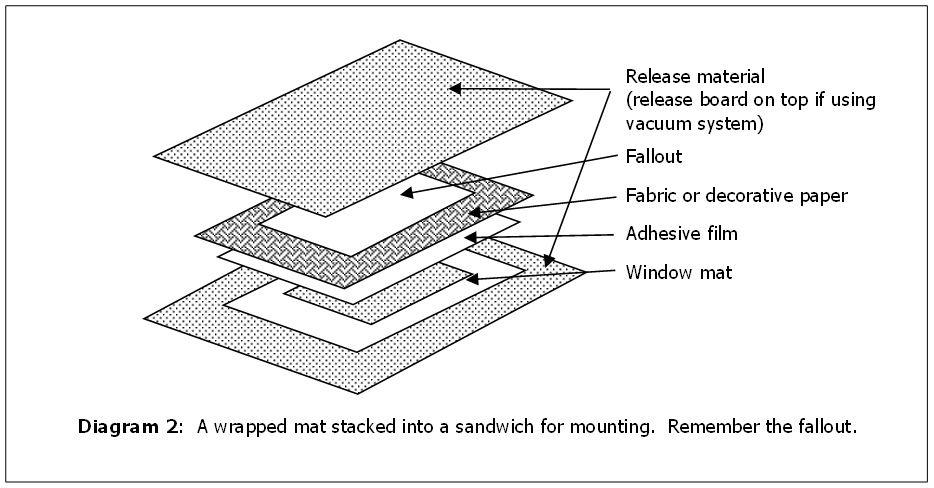 Release material
(release board on top if using
vacuum system)
Fallout
Fabric or decorative paper
Adhesive film
Window mat
Diagram 2:  A wrapped mat stacked into a sandwich for mounting.  Remember the fallout.